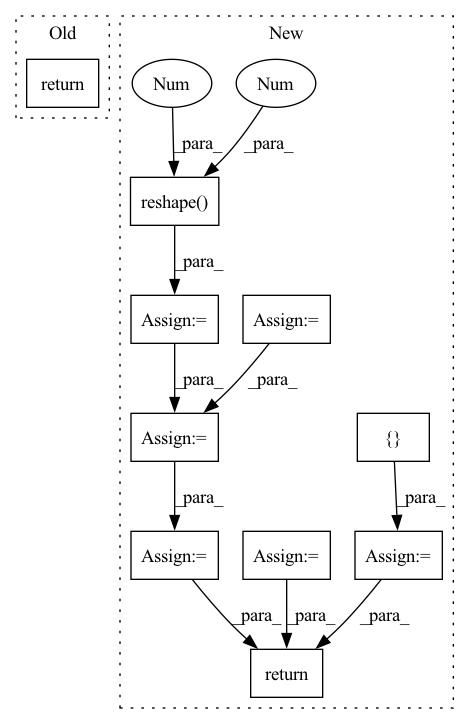 Old
New
return
Num
Num
_para_
_para_
reshape()
_para_
Assign:=
Assign:=
_para_
_para_
Assign:=
{}
_para_
_para_
Assign:=
Assign:=
Assign:=
_para_
_para_
_para_
return